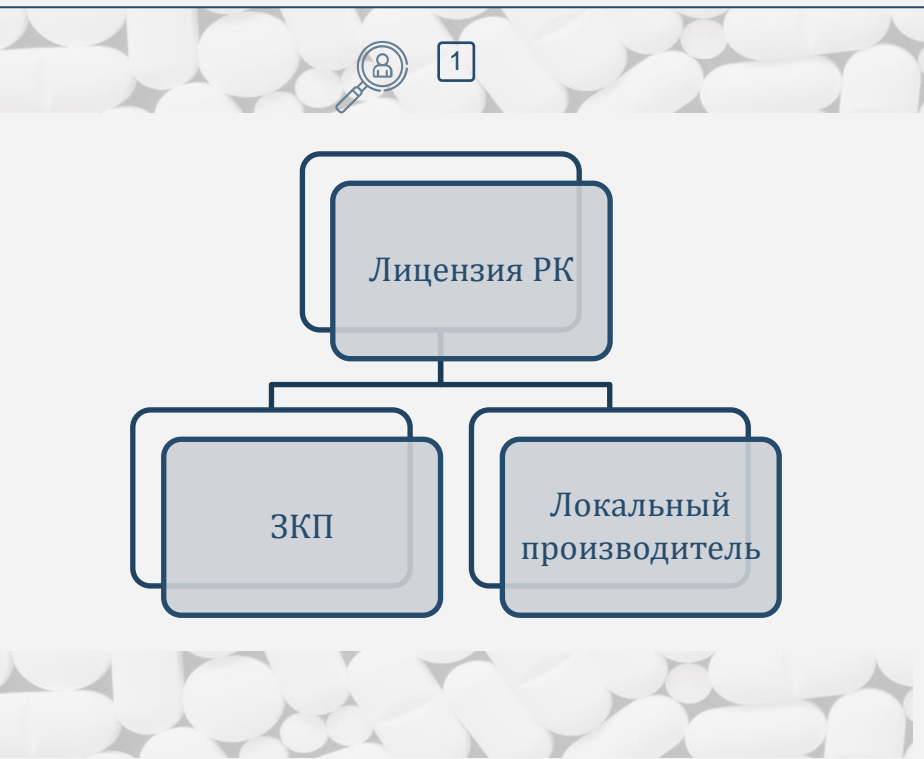 1
Лицензия РК
ЗКП
Локальный
производитель